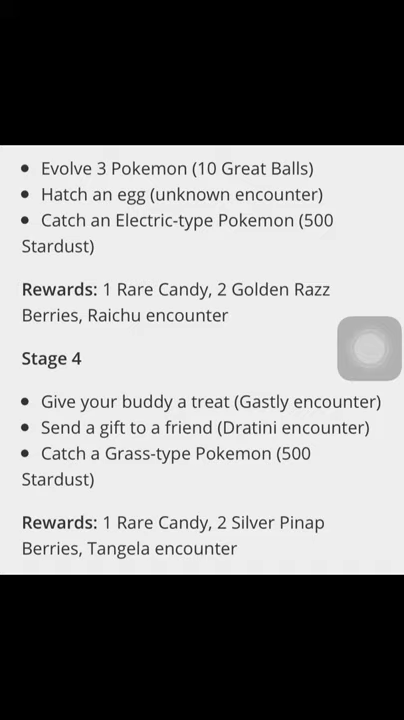 • Evolve 3 Pokemon (10 Great Balls)
• Hatch an egg (unknown encounter)
• Catch an Electric-type Pokemon (500
Stardust)
Rewards: 1 Rare Candy, 2 Golden Razz
Berries, Raichu encounter
Stage 4
• Give your buddy a treat (Gastly encounter)
• Send a gift to a friend (Dratini encounter)
• Catch a Grass-type Pokemon (500
Stardust)
Rewards: 1 Rare Candy, 2 Silver Pinap
Berries, Tangela encounter